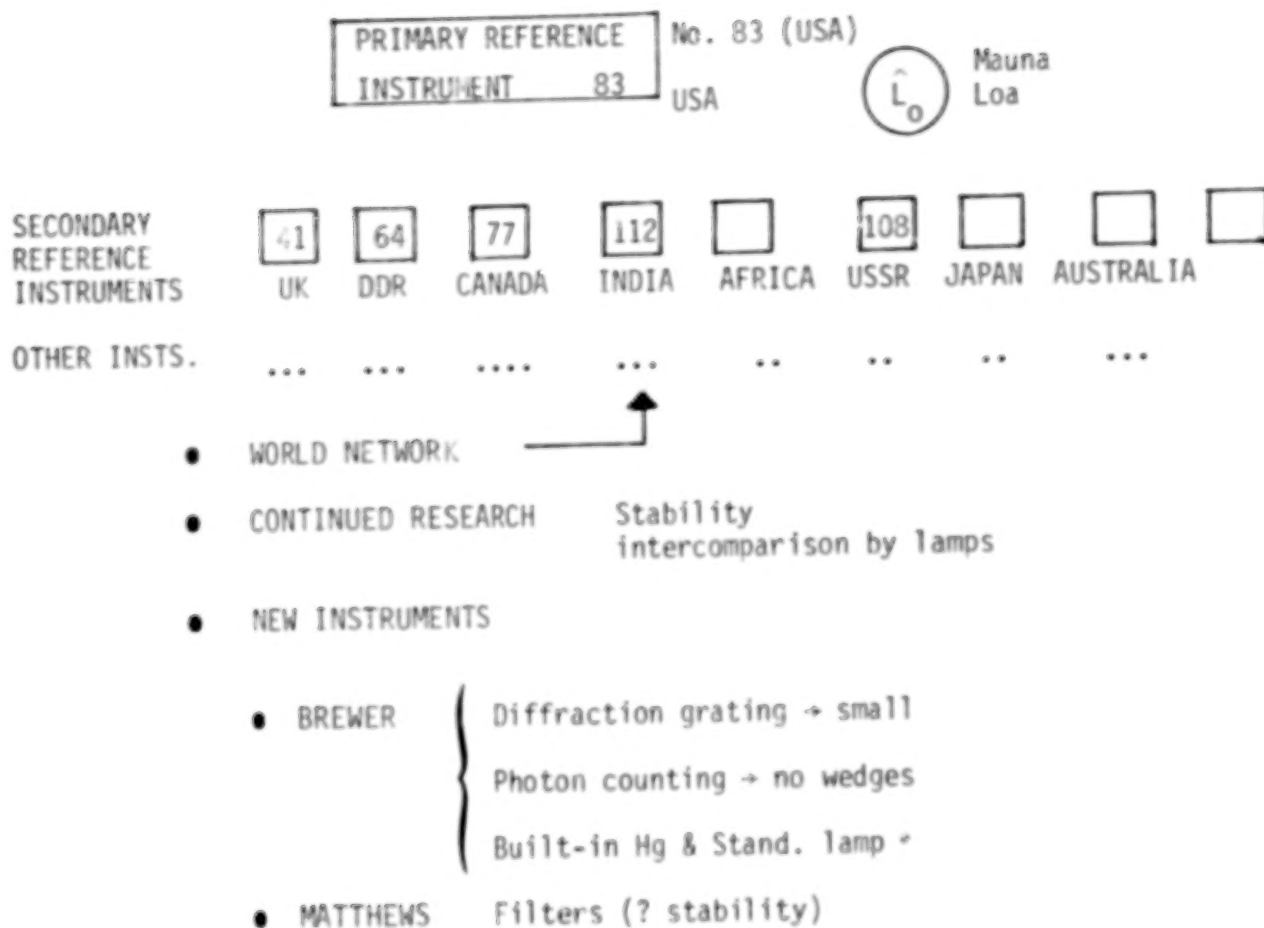 PRIMARY REFERENCE No. 83 (USA)
INSTRUMENT 83 USA
L̂o Mauna
Loa
SECONDARY
REFERENCE
INSTRUMENTS
41 64 77 112 108
UK DDR CANADA INDIA AFRICA USSR JAPAN AUSTRALIA
OTHER INSTS. ... ... .... ... .. .. .. ...
• WORLD NETWORK
• CONTINUED RESEARCH Stability
intercomparison by lamps
• NEW INSTRUMENTS
• BREWER Diffraction grating → small
Photon counting → no wedges
Built-in Hg & Stand. lamp
• MATTHEWS Filters (? stability)